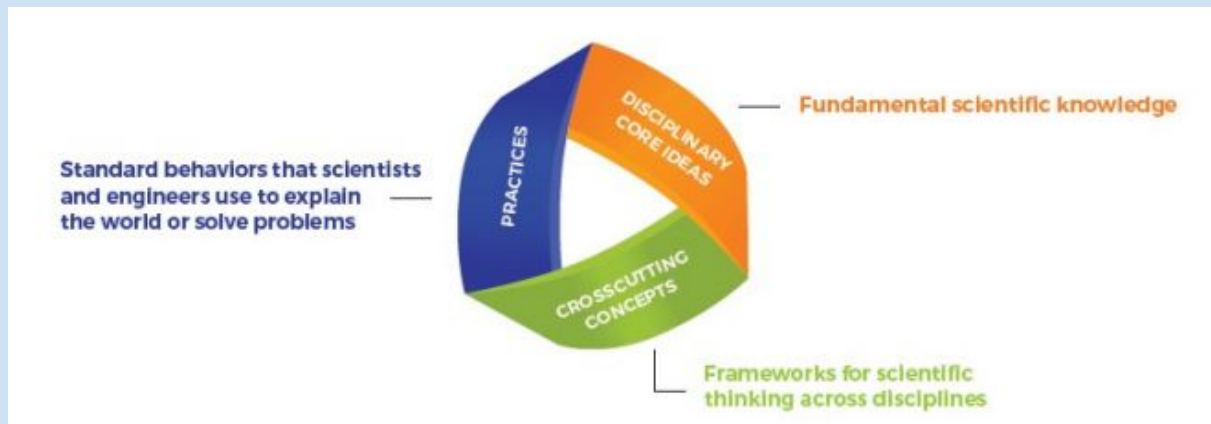 Standard behaviors that scientists
and engineers use to explain
the world or solve problems
PRACTICES
DISCIPLINARY
CORE IDEAS
Fundamental scientific knowledge
CROSSCUTTING
CONCEPTS
Frameworks for scientific
thinking across disciplines